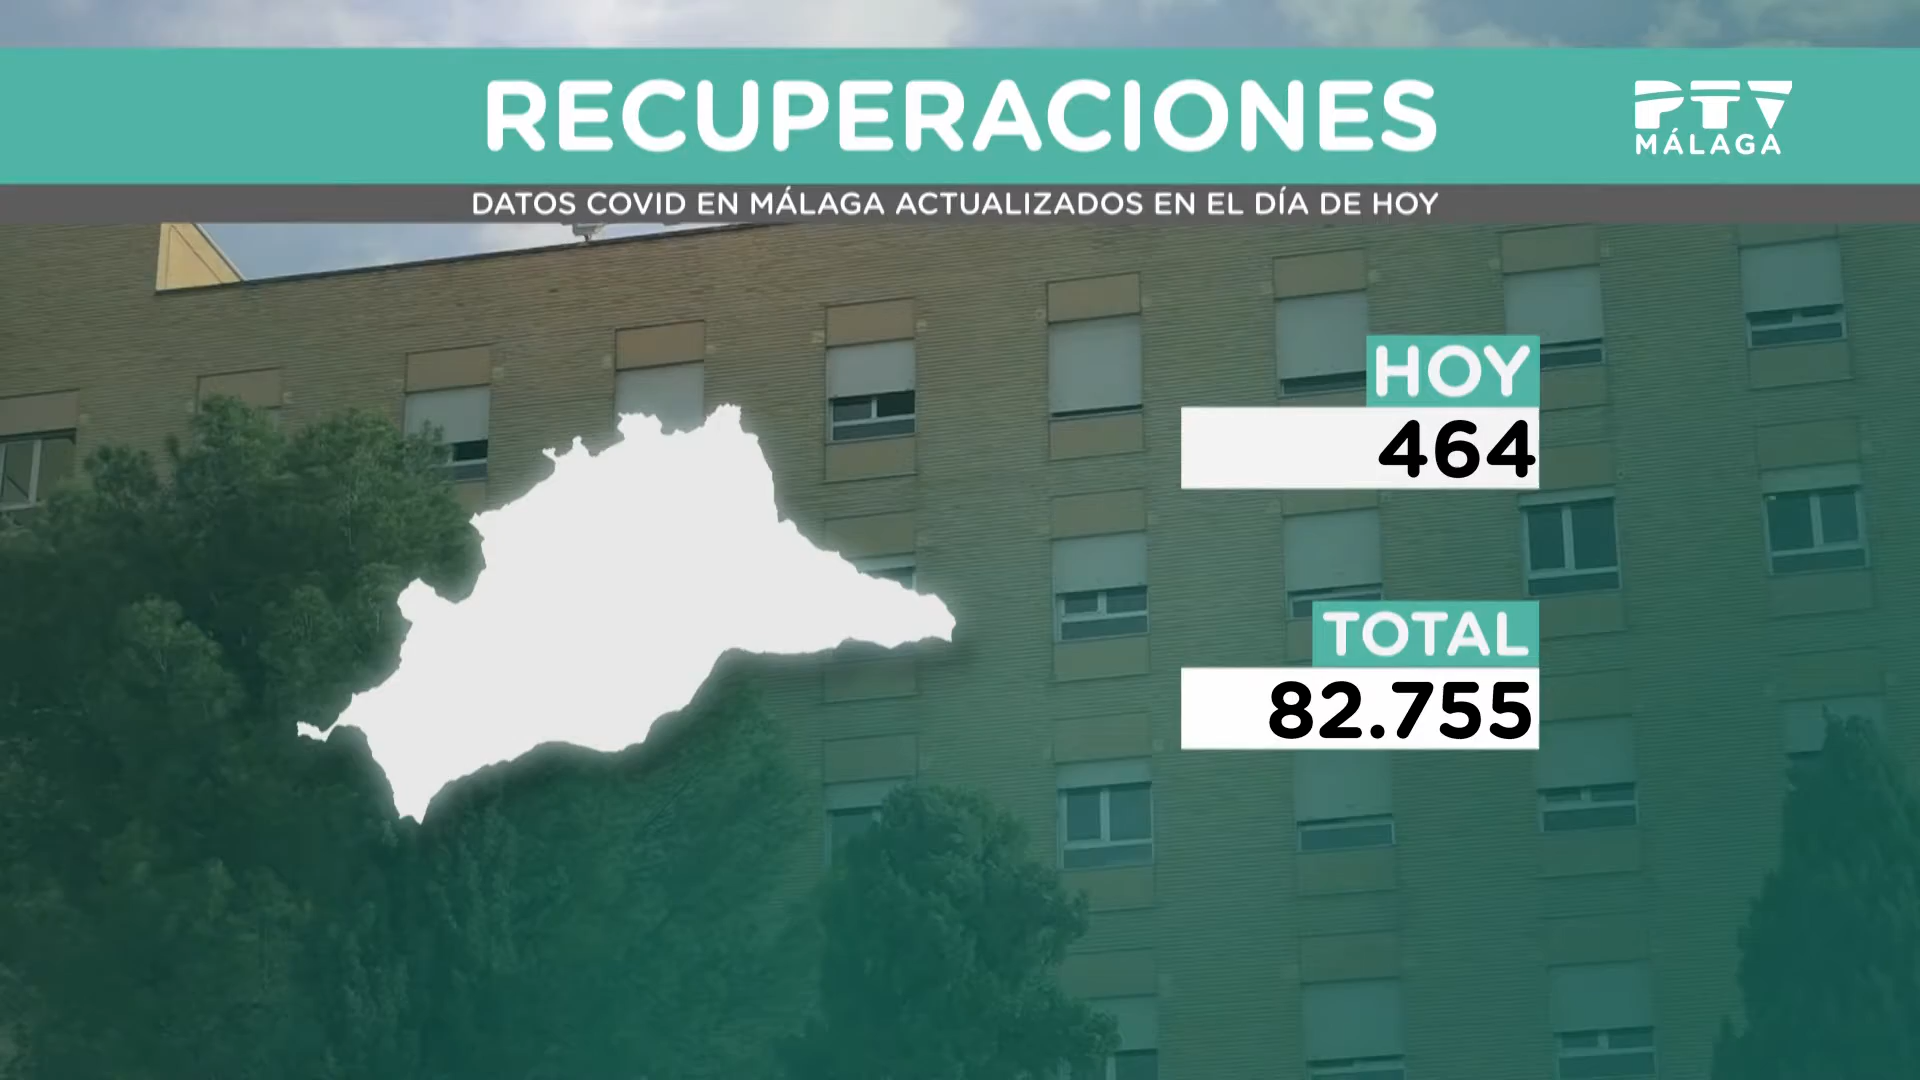 RECUPERACIONES
PTV
MÁLAGA
DATOS COVID EN MÁLAGA ACTUALIZADOS EN EL DÍA DE HOY
HOY
464
TOTAL
82.755